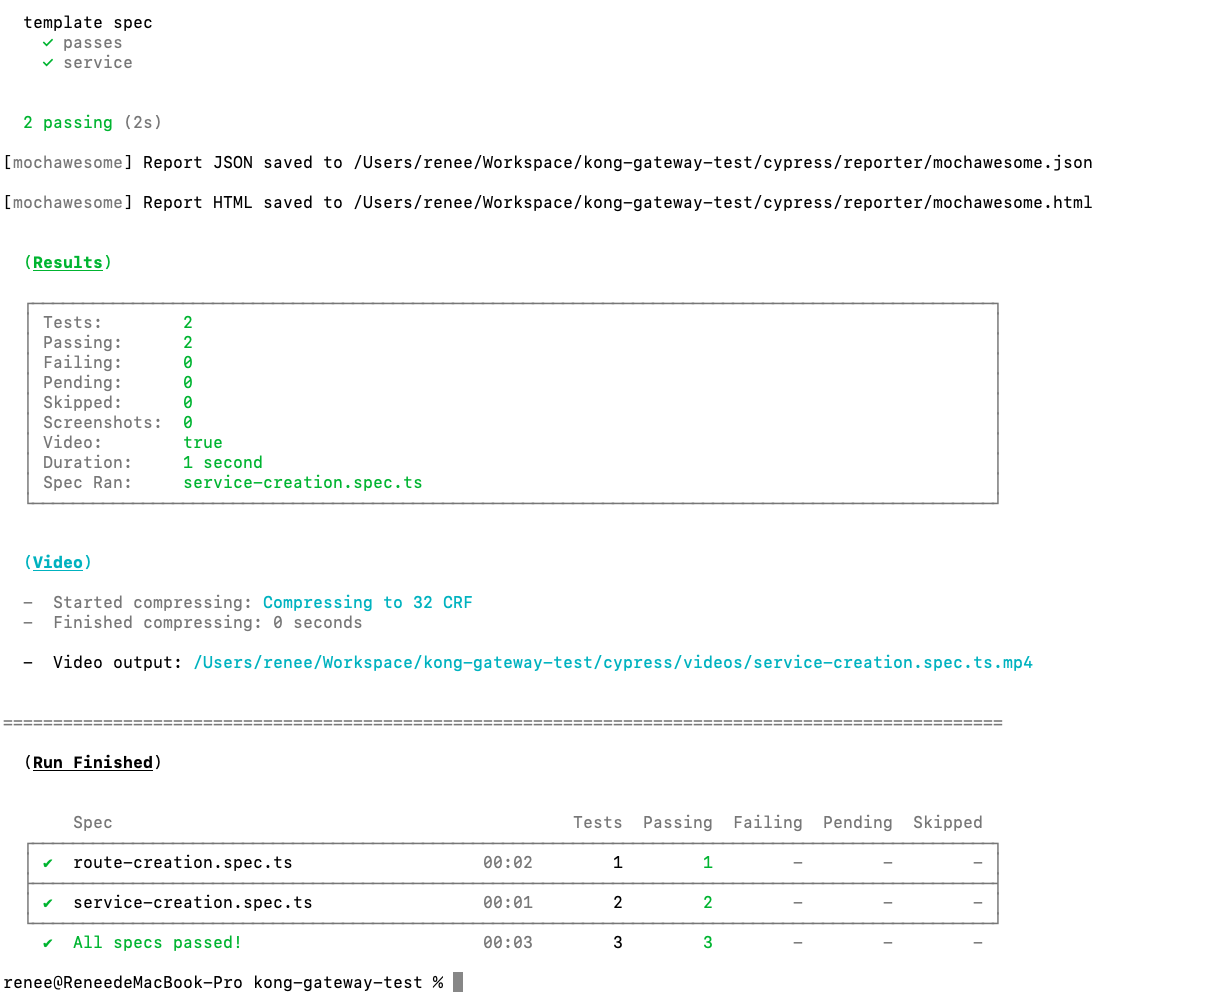 template spec
✓ passes
✓ service
2 passing (2s)
[mochawesome] Report JSON saved to /Users/renee/Workspace/kong-gateway-test/cypress/reporter/mochawesome.json
[mochawesome] Report HTML saved to /Users/renee/Workspace/kong-gateway-test/cypress/reporter/mochawesome.html
(Results)
Tests: 2
Passing: 2
Failing: 0
Pending: 0
Skipped: 0
Screenshots: 0
Video: true
Duration: 1 second
Spec Ran: service-creation.spec.ts
(Video)
- Started compressing: Compressing to 32 CRF
- Finished compressing: 0 seconds
- Video output: /Users/renee/Workspace/kong-gateway-test/cypress/videos/service-creation.spec.ts.mp4
====================================================================================================
(Run Finished)
Spec Tests Passing Failing Pending Skipped
✔ route-creation.spec.ts 00:02 1 1 - - -
✔ service-creation.spec.ts 00:01 2 2 - - -
✔ All specs passed! 00:03 3 3 - - -
renee@ReneedeMacBook-Pro kong-gateway-test %